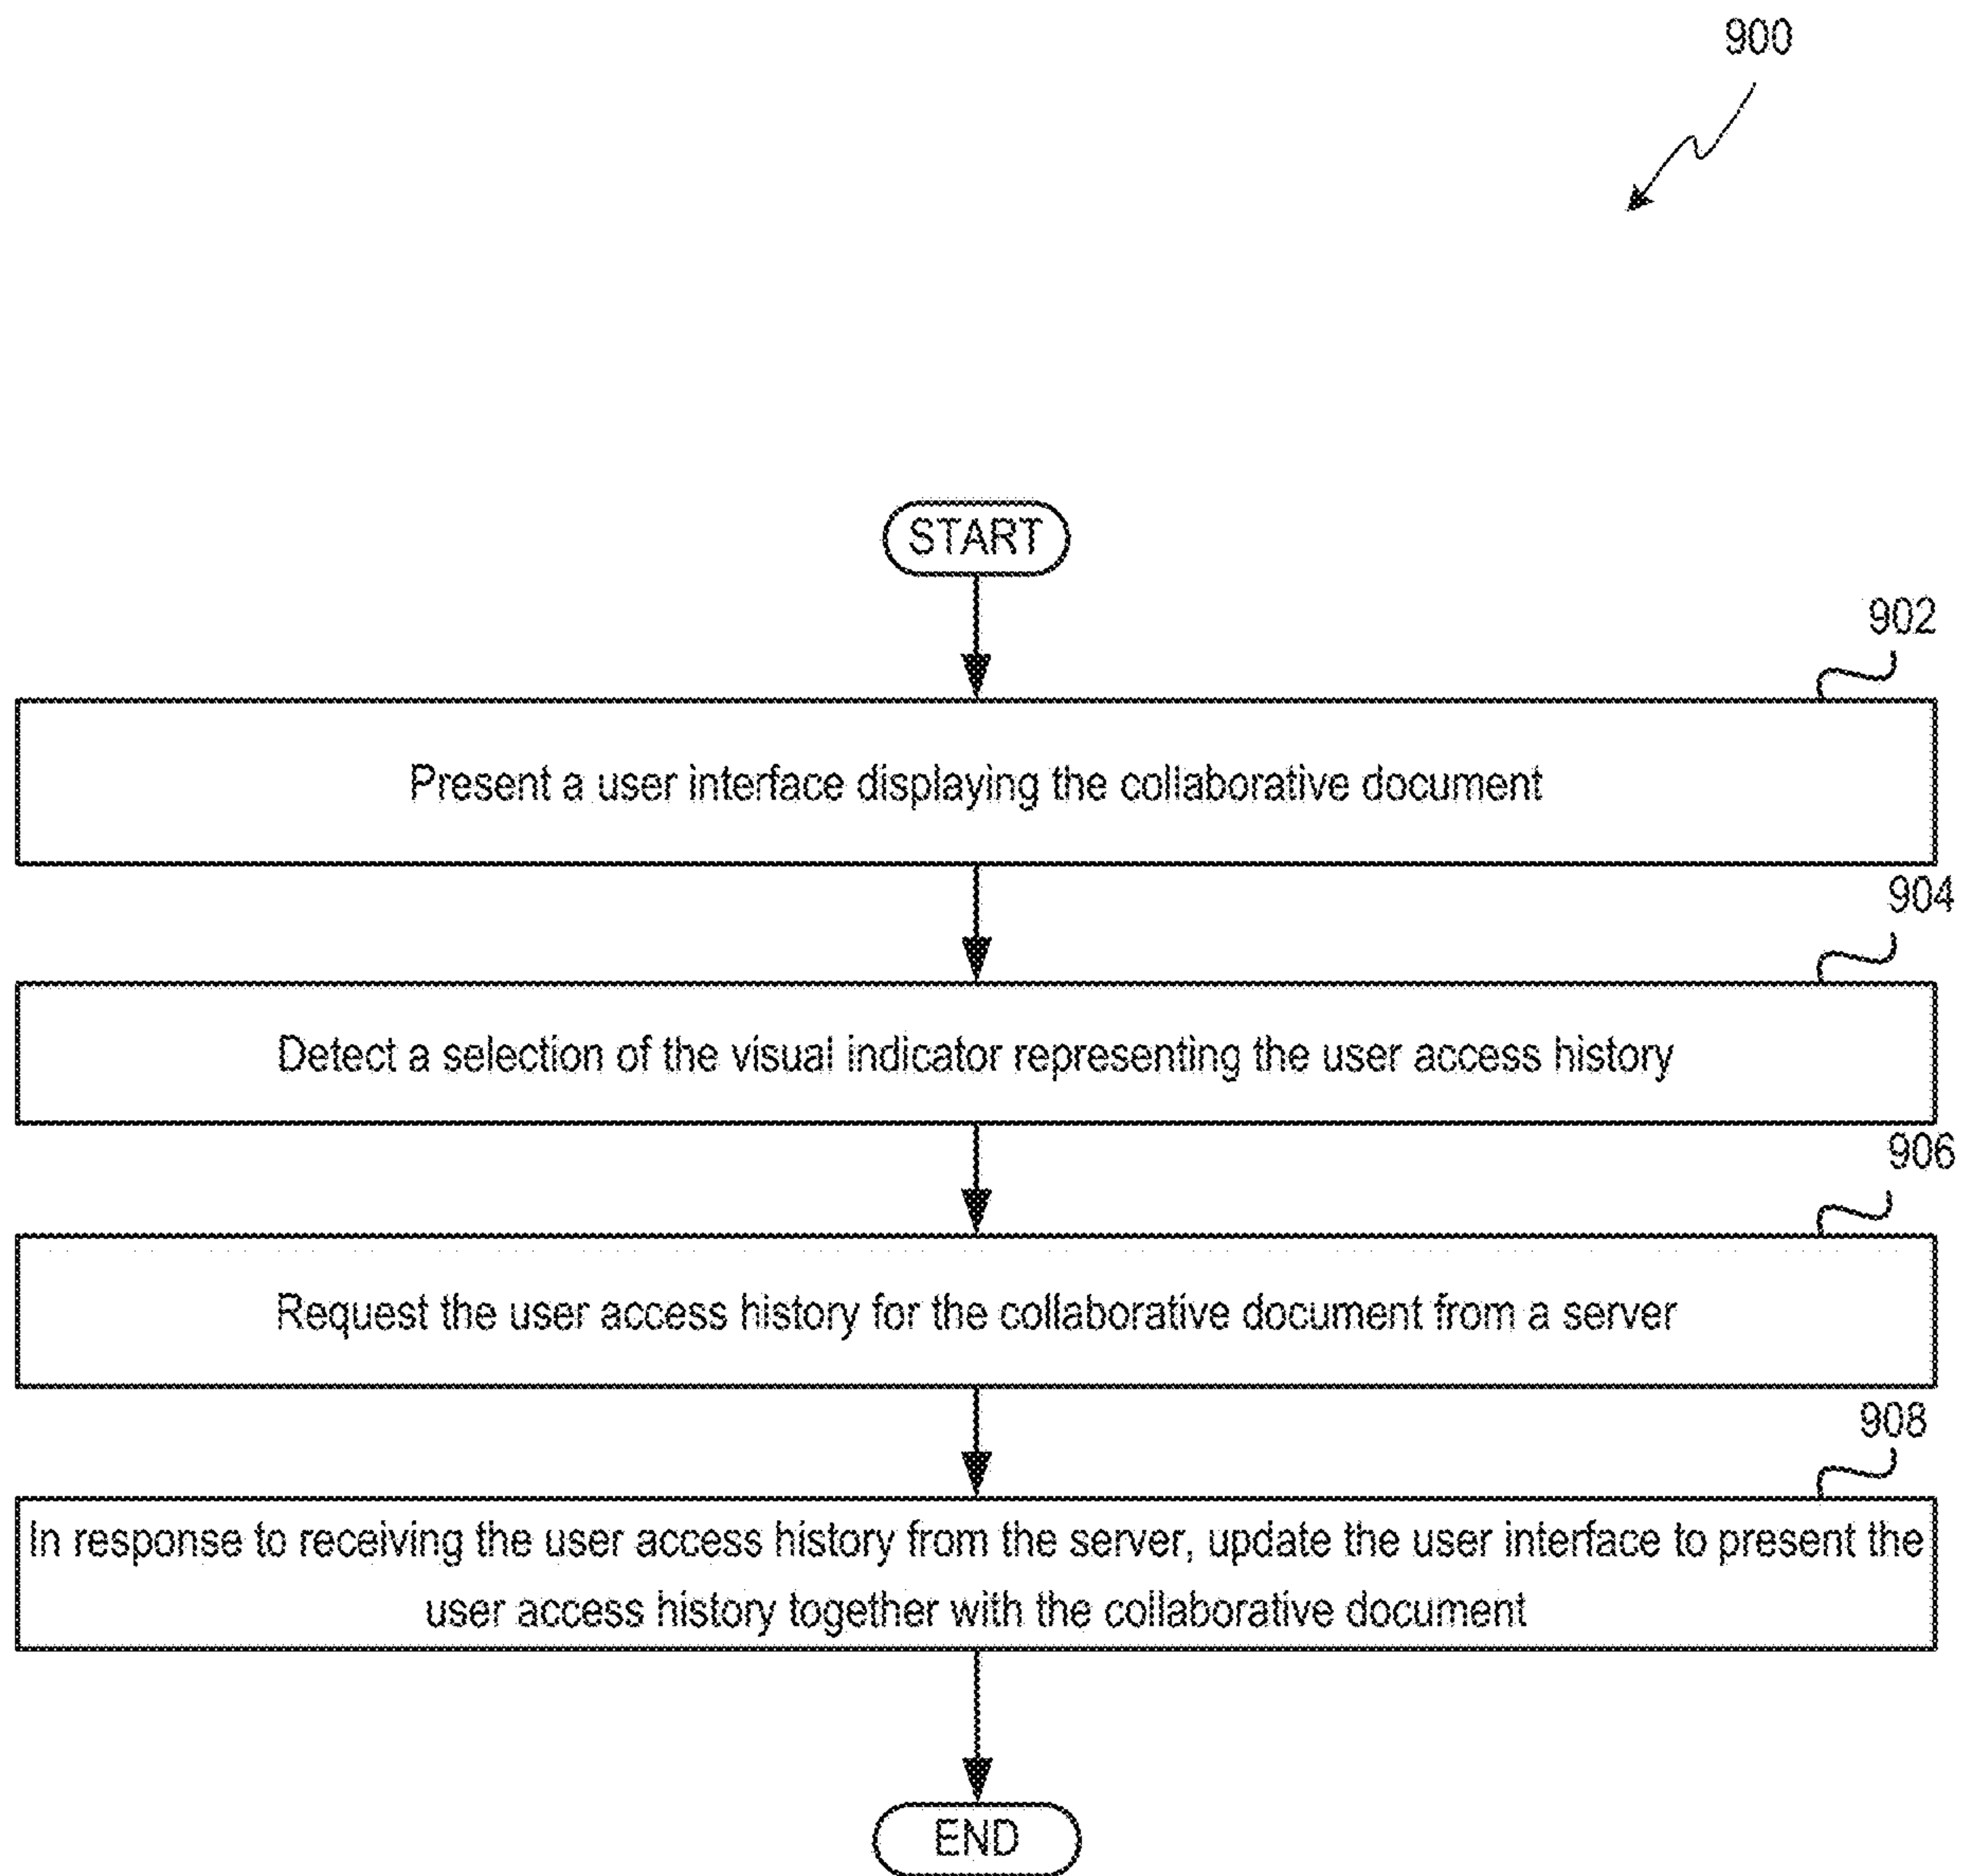 900
START
902
Present a user interface displaying the collaborative document
904
Detect a selection of the visual indicator representing the user access history
906
Request the user access history for the collaborative document from a server
908
In response to receiving the user access history from the server, update the user interface to present the
user access history together with the collaborative document
END